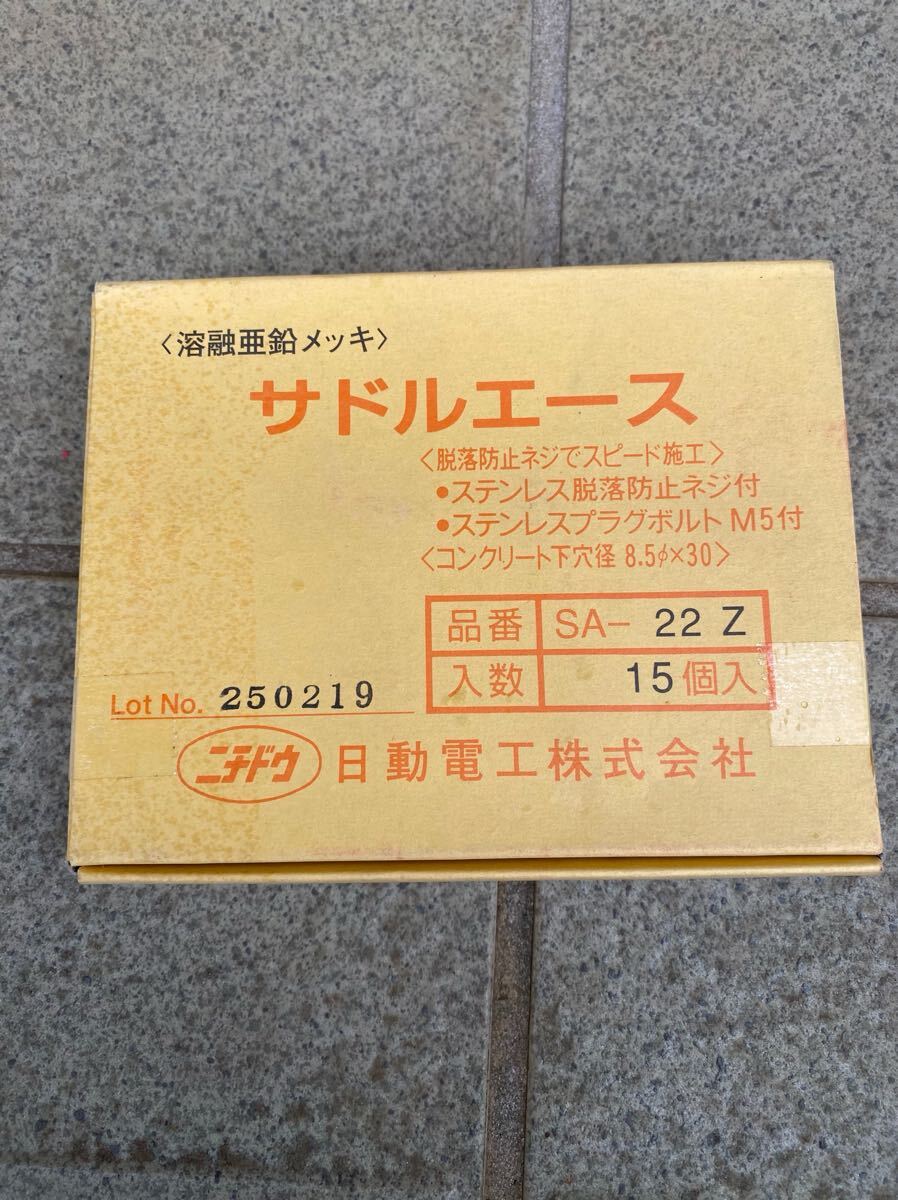 〈溶融亜鉛メッキ〉
サドルエース
〈脱落防止ネジでスピード施工〉
•ステンレス脱落防止ネジ付
•ステンレスプラグボルト M5付
〈コンクリート下穴径 8.5φ×30〉
品番 SA- 22 Z
入数 15個入
Lot No. 250219
ニチドウ 日動電工株式会社